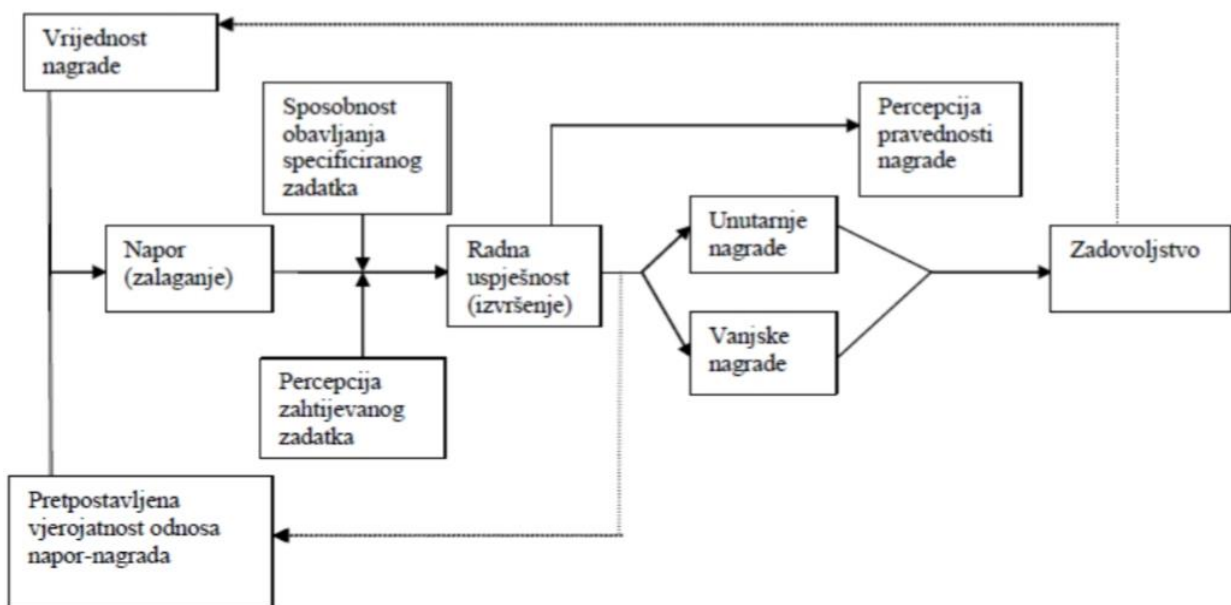 Vrijednost
nagrade
Sposobnost
obavljanja
specificiranog
zadatka
Percepcija
pravednosti
nagrade
Napor
(zalaganje)
Radna
uspješnost
(izvršenje)
Unutarnje
nagrade
Zadovoljstvo
Vanjske
nagrade
Percepcija
zahtijevanog
zadatka
Pretpostavljena
vjerojatnost odnosa
napor-nagrada